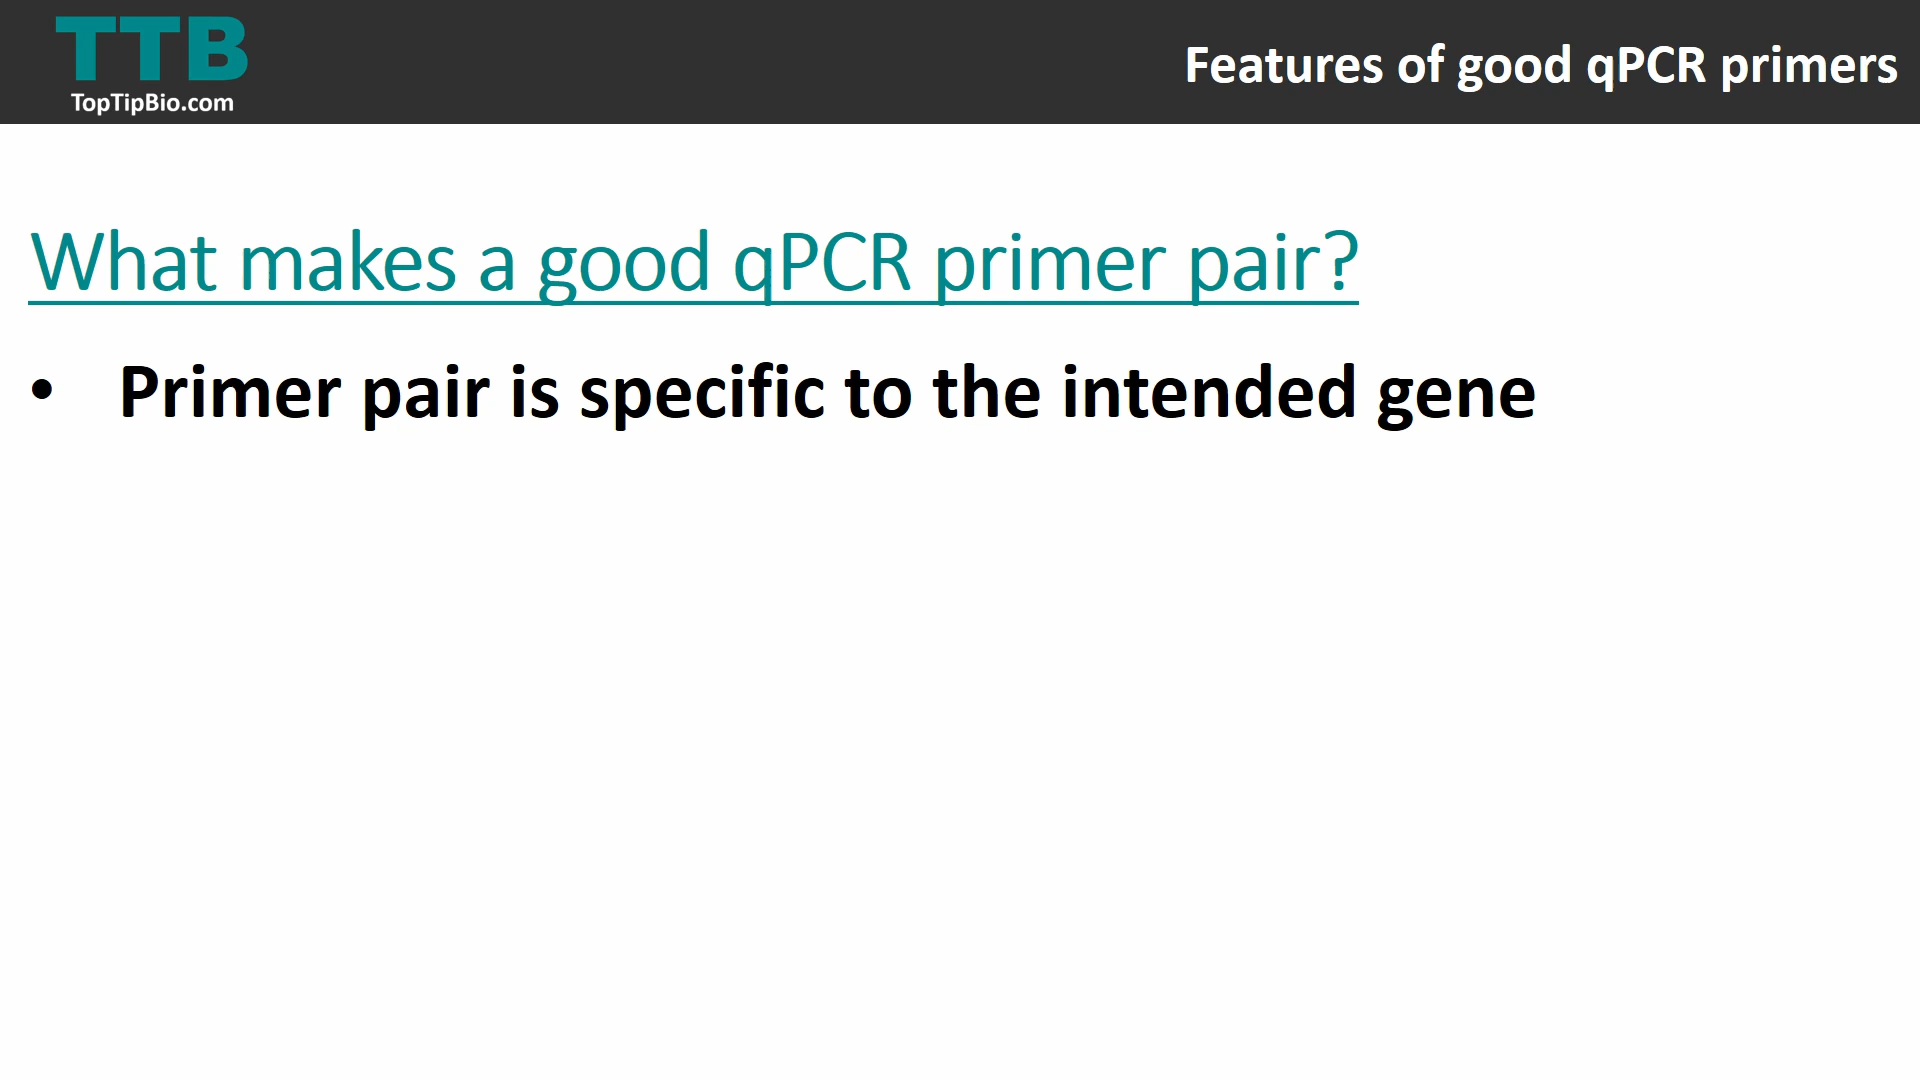 TTB
TopTipBio.com
Features of good qPCR primers
What makes a good qPCR primer pair?
• Primer pair is specific to the intended gene